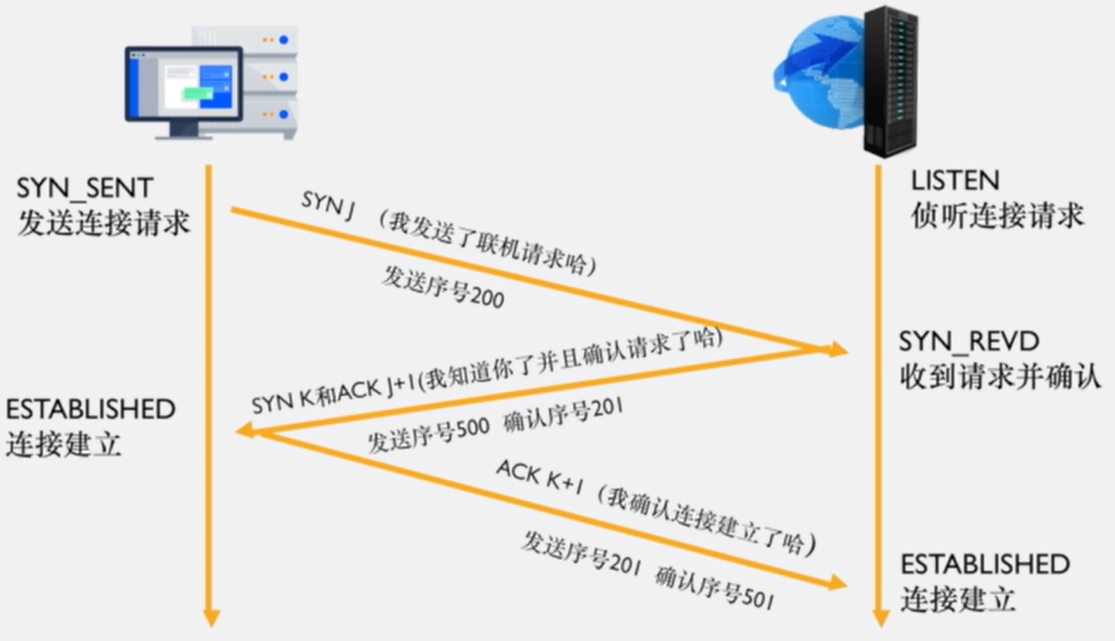 SYN_SENT
发送连接请求
LISTEN
侦听连接请求
SYN J （我发送了联机请求哈）
发送序号200
SYN_REVD
收到请求并确认
SYN K和ACK J+1(我知道你了并且确认请求了哈)
发送序号500 确认序号201
ESTABLISHED
连接建立
ACK K+1（我确认连接建立了哈）
发送序号201 确认序号501
ESTABLISHED
连接建立